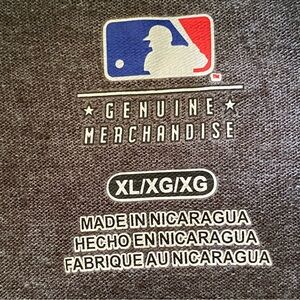 GENUINE
MERCHANDISE
XL/XG/XG
MADE IN NICARAGUA
HECHO EN NICARAGUA
FABRIQUE AU NICARAGUA